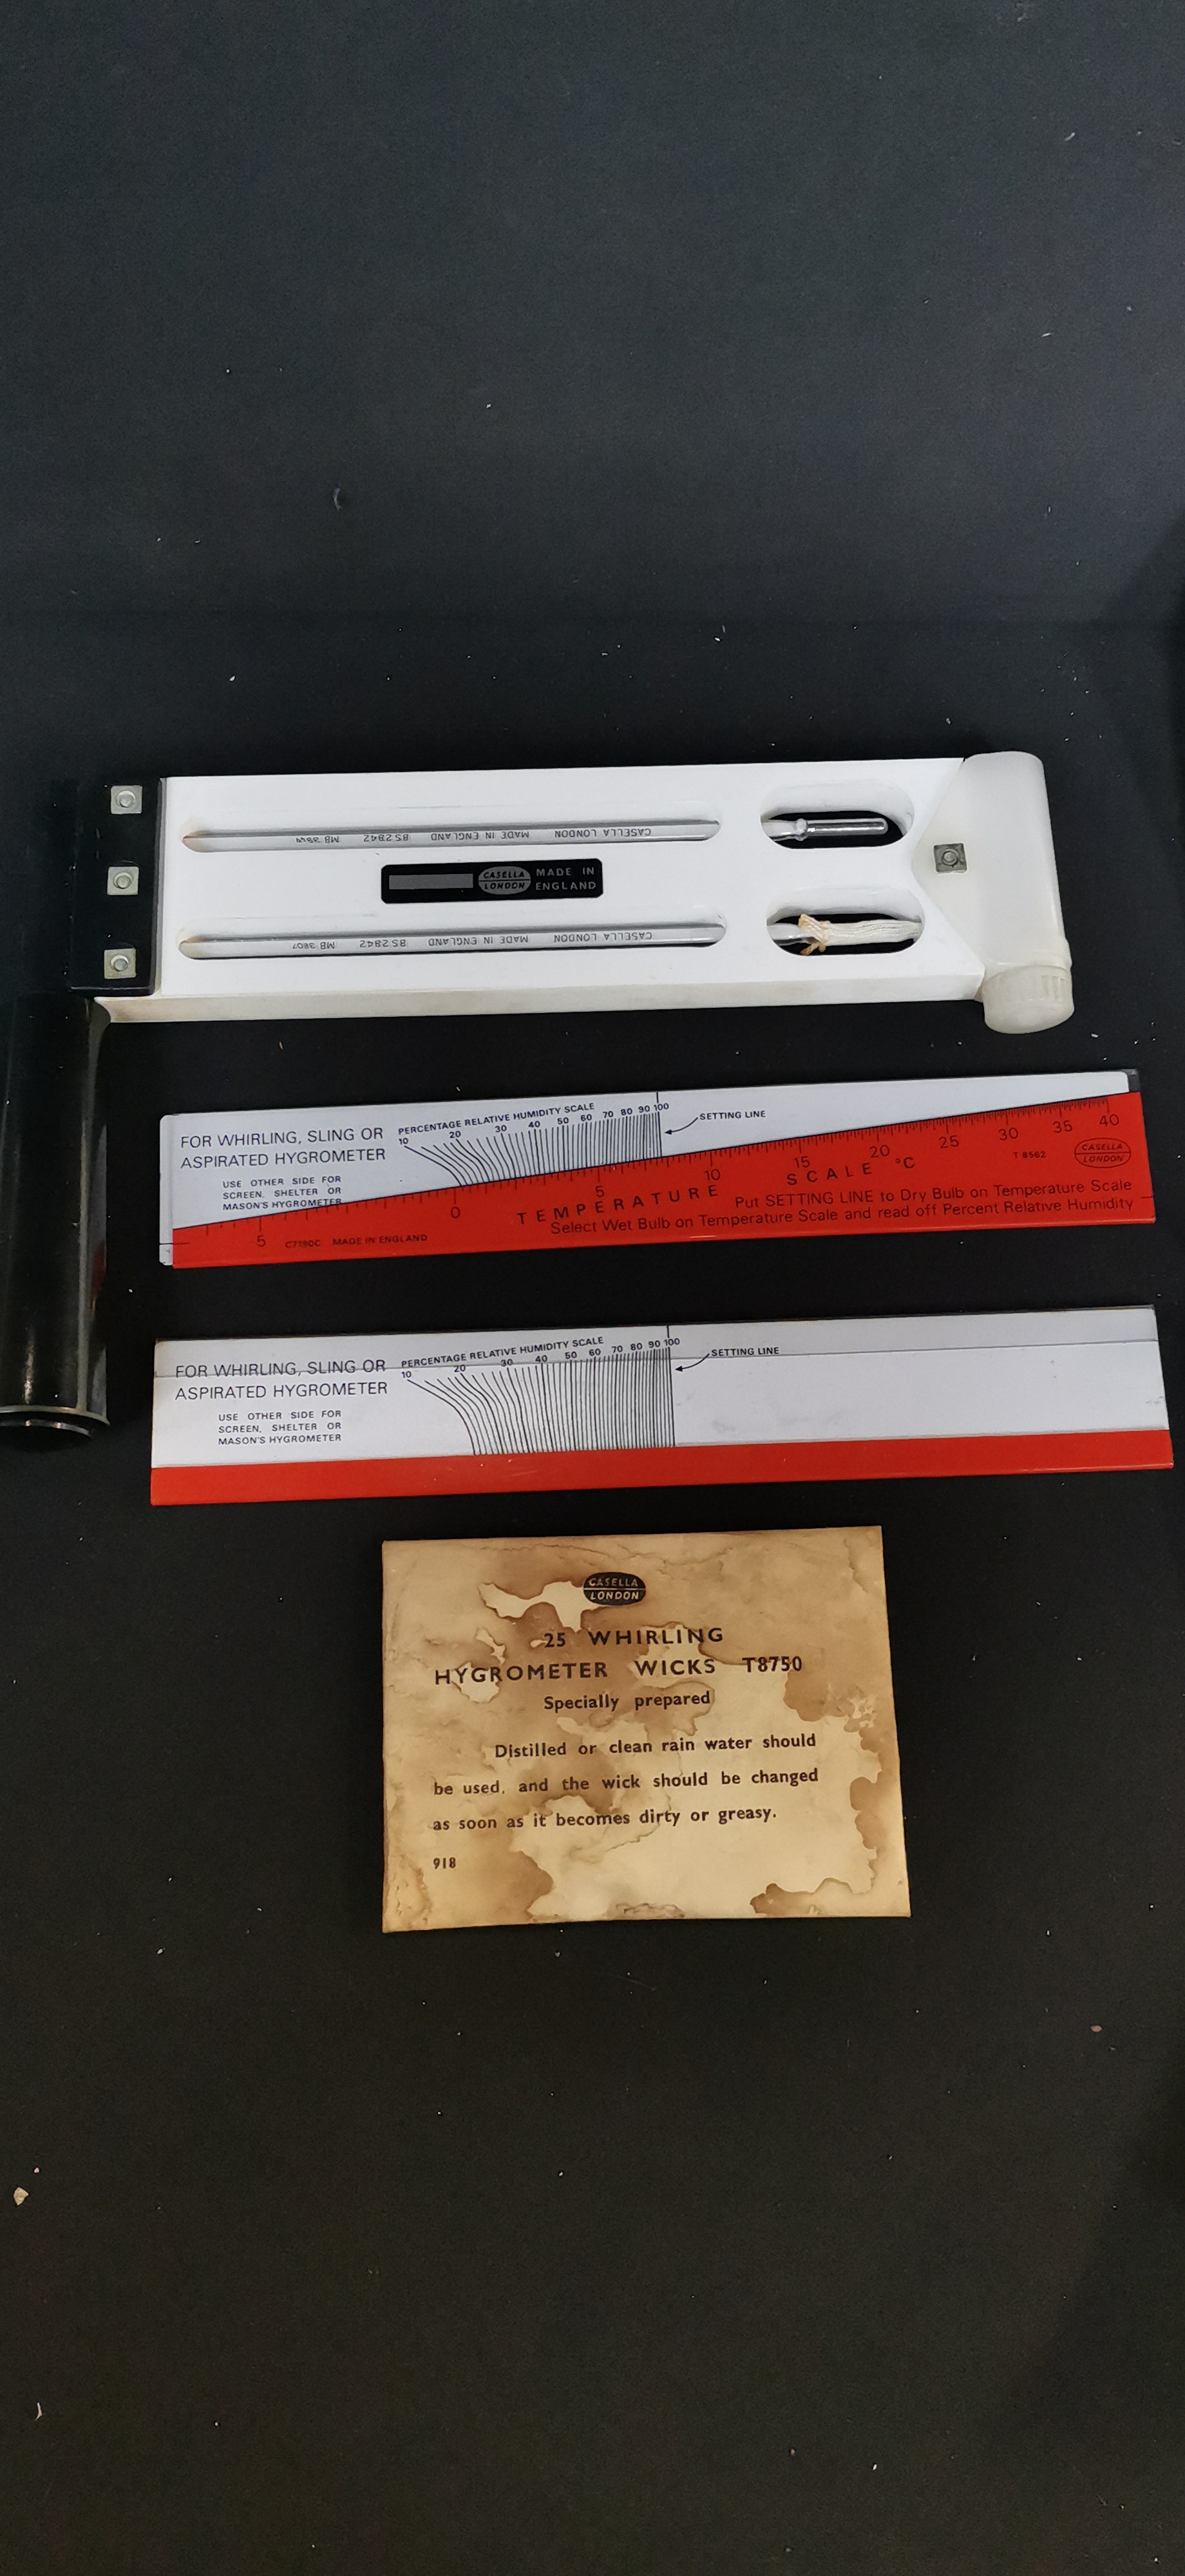 CASELLA LONDON MADE IN ENGLAND BS 2842 MB
CASELLA
LONDON
MADE IN
ENGLAND
CASELLA LONDON MADE IN ENGLAND BS 2842 MB 3807
FOR WHIRLING, SLING OR
ASPIRATED HYGROMETER
USE OTHER SIDE FOR
SCREEN, SHELTER OR
MASON'S HYGROMETER
PERCENTAGE RELATIVE HUMIDITY SCALE
10 20 30 40 50 60 70 80 90 100
SETTING LINE
5 0 5 10 15 20 25 30 35 40
TEMPERATURE SCALE °C
T 8562
CASELLA
LONDON
Put SETTING LINE to Dry Bulb on Temperature Scale
Select Wet Bulb on Temperature Scale and read off Percent Relative Humidity
MADE IN ENGLAND
FOR WHIRLING, SLING OR
ASPIRATED HYGROMETER
USE OTHER SIDE FOR
SCREEN, SHELTER OR
MASON'S HYGROMETER
PERCENTAGE RELATIVE HUMIDITY SCALE
10 20 30 40 50 60 70 80 90 100
SETTING LINE
CASELLA
LONDON
25 WHIRLING
HYGROMETER WICKS T8750
Specially prepared
Distilled or clean rain water should
be used, and the wick should be changed
as soon as it becomes dirty or greasy.
918